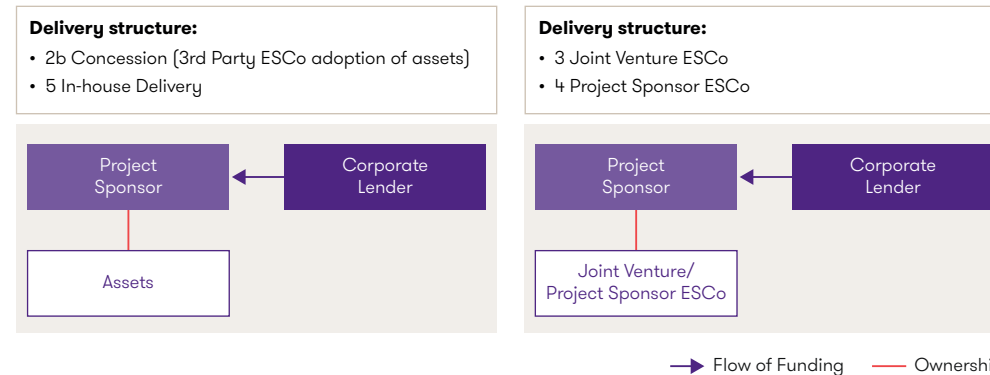 Delivery structure:
• 2b Concession (3rd Party ESCo adoption of assets)
• 5 In-house Delivery
Project
Sponsor
Corporate
Lender
Assets
Delivery structure:
• 3 Joint Venture ESCo
• 4 Project Sponsor ESCo
Project
Sponsor
Corporate
Lender
Joint Venture/
Project Sponsor ESCo
Flow of Funding
Ownershi